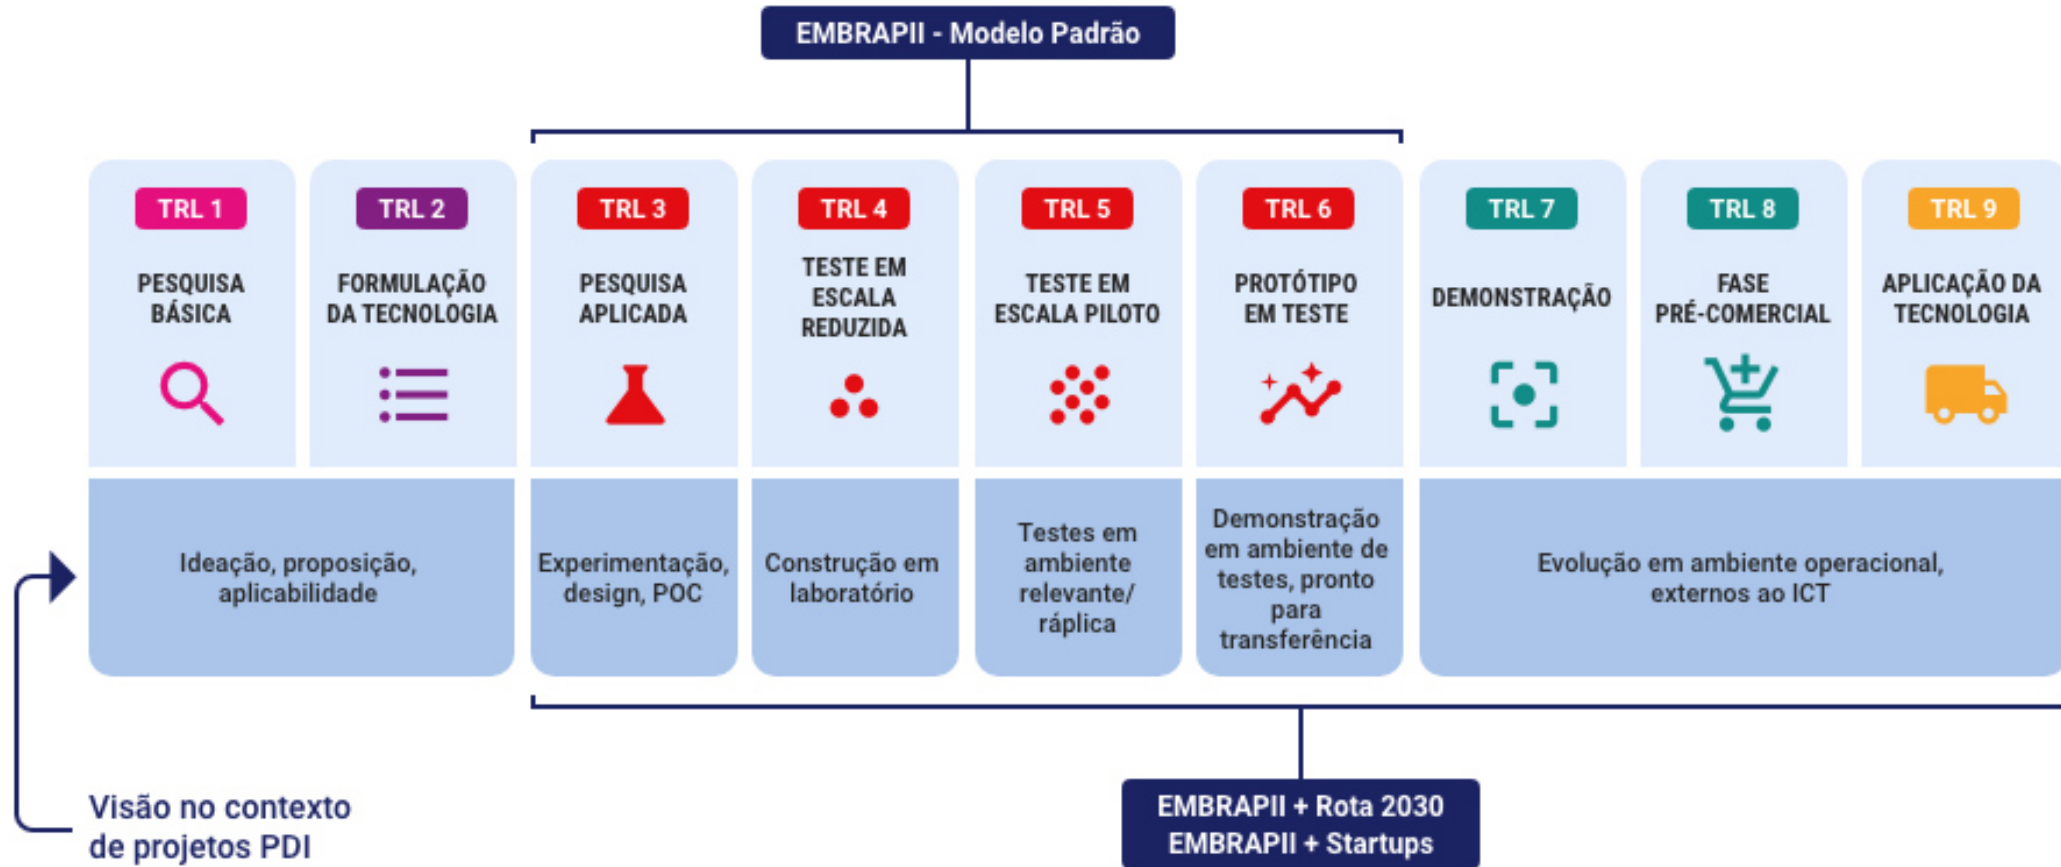 EMBRAPII - Modelo Padrão
TRL 1
PESQUISA
BÁSICA
TRL 2
FORMULAÇÃO
DA TECNOLOGIA
TRL 3
PESQUISA
APLICADA
TRL 4
TESTE EM
ESCALA
REDUZIDA
TRL 5
TESTE EM
ESCALA PILOTO
TRL 6
PROTÓTIPO
EM TESTE
TRL 7
DEMONSTRAÇÃO
TRL 8
FASE
PRÉ-COMERCIAL
TRL 9
APLICAÇÃO DA
TECNOLOGIA
Ideação, proposição,
aplicabilidade
Experimentação,
design, POC
Construção em
laboratório
Testes em
ambiente
relevante/
ráplica
Demonstração
em ambiente de
testes, pronto
para
transferência
Evolução em ambiente operacional,
externos ao ICT
Visão no contexto
de projetos PDI
EMBRAPII + Rota 2030
EMBRAPII + Startups